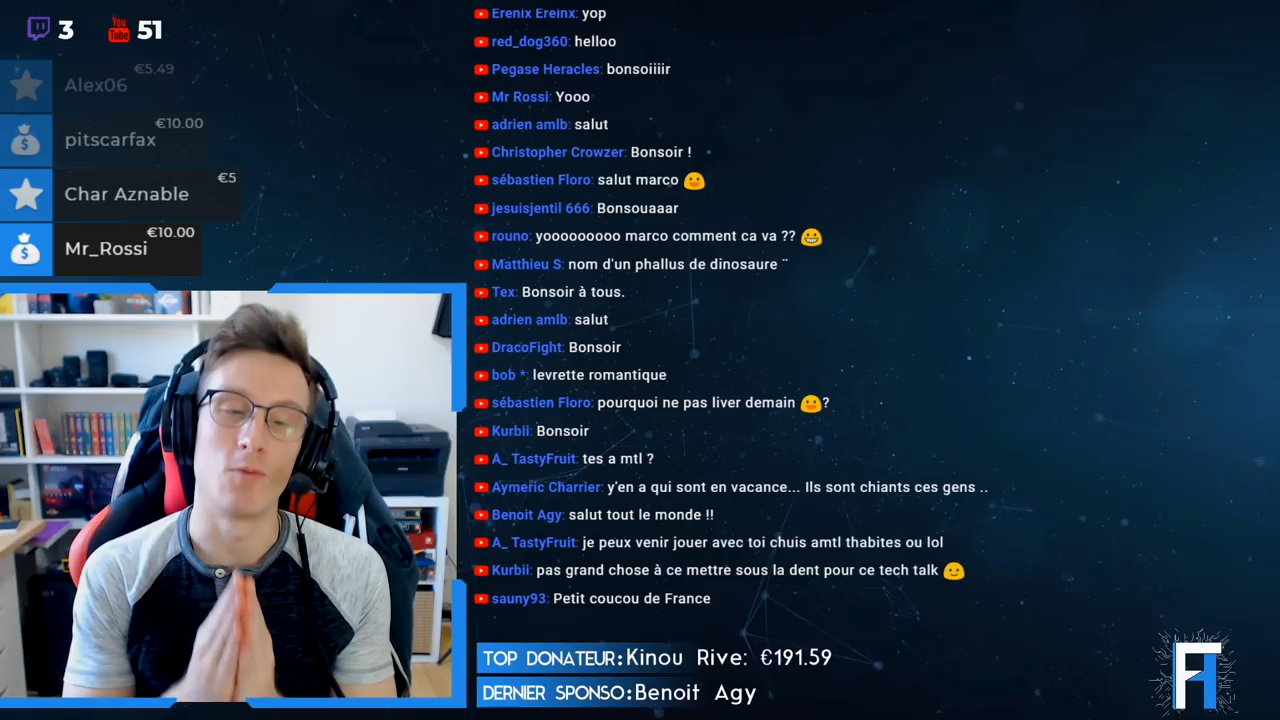 3
You
Tube
51
Alex06
€5.49
pitscarfax
€10.00
Char Aznable
€5
Mr_Rossi
€10.00
Erenix Ereinx: yop
red_dog360: helloo
Pegase Heracles: bonsoiiiir
Mr Rossi: Yooo
adrien amlb: salut
Christopher Crowzer: Bonsoir !
sébastien Floro: salut marco 😛
jesuisjentil 666: Bonsouaaar
rouno: yooooooooo marco comment ca va ?? 😁
Matthieu S: nom d'un phallus de dinosaure ¨
Tex: Bonsoir à tous.
adrien amlb: salut
DracoFight: Bonsoir
bob *: levrette romantique
sébastien Floro: pourquoi ne pas liver demain 😛?
Kurbii: Bonsoir
A_ TastyFruit: tes a mtl ?
Aymeric Charrier: y'en a qui sont en vacance... Ils sont chiants ces gens ..
Benoit Agy: salut tout le monde !!
A_ TastyFruit: je peux venir jouer avec toi chuis amtl thabites ou lol
Kurbii: pas grand chose à ce mettre sous la dent pour ce tech talk 🙂
sauny93: Petit coucou de France
TOP DONATEUR:Kinou Rive: €191.59
DERNIER SPONSO:Benoit Agy